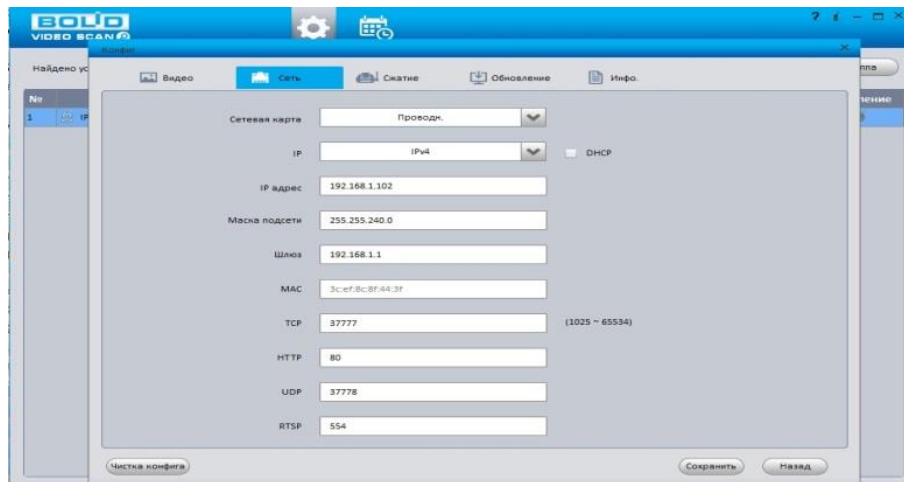 BOLID
VIDEO SCAN
? i
Конфиг
Найдено ус
ппа
Видео Сеть Сжатие Обновление Инфо.
№ IP ление
1 IP
Сетевая карта Проводн.
IP IPv4 DHCP
IP адрес 192.168.1.102
Маска подсети 255.255.240.0
Шлюз 192.168.1.1
MAC 3c:ef:8c:8f:44:3f
TCP 37777 (1025 ~ 65534)
HTTP 80
UDP 37778
RTSP 554
Чистка конфига Сохранить Назад